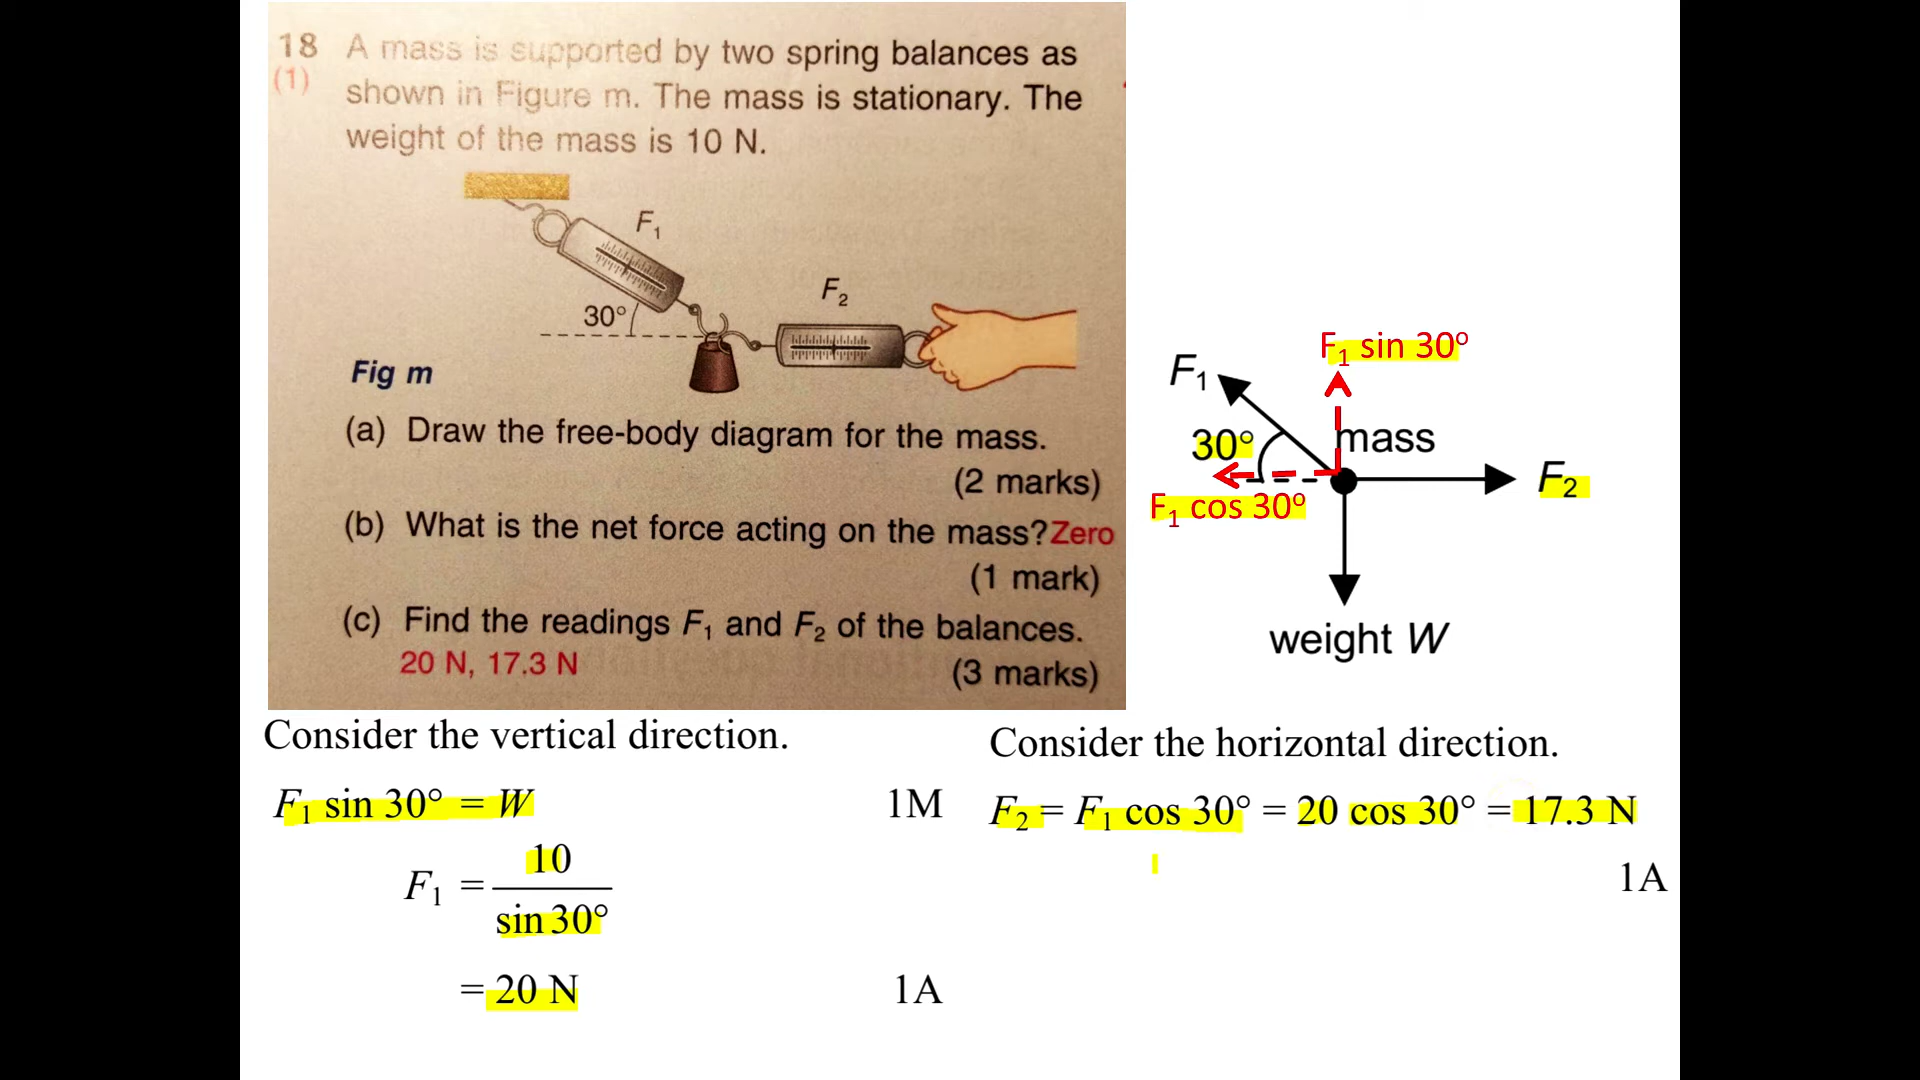 18 A mass is supported by two spring balances as
(1) shown in Figure m. The mass is stationary. The
weight of the mass is 10 N.
F₁
F₂
30°
Fig m
(a) Draw the free-body diagram for the mass.
(2 marks)
(b) What is the net force acting on the mass? Zero
(1 mark)
(c) Find the readings F₁ and F₂ of the balances.
20 N, 17.3 N
(3 marks)
F₁ sin 30°
F₁
30°
mass
F₂
F₁ cos 30°
weight W
Consider the vertical direction.
F₁ sin 30° = W 1M
F₁ = 10 / sin 30°
= 20 N 1A
Consider the horizontal direction.
F₂ = F₁ cos 30° = 20 cos 30° = 17.3 N
1A